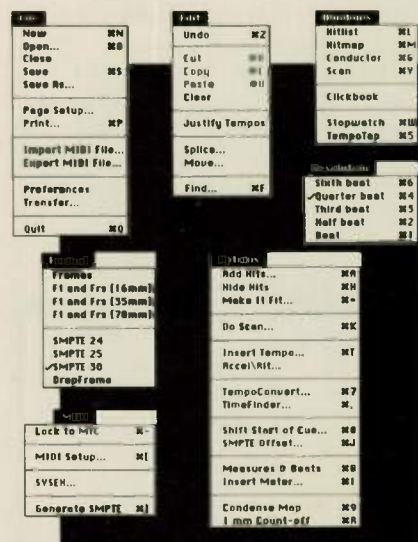 File
New ⌘N
Open... ⌘O
Close
Save ⌘S
Save As...
Page Setup...
Print... ⌘P
Import MIDI File...
Export MIDI File...
Preferences
Transfer...
Quit ⌘Q
Edit
Undo ⌘Z
Cut
Copy
Paste
Clear
Justify Tempos
Splice...
Move...
Find... ⌘F
Windows
Hitlist ⌘L
Hitmap ⌘M
Conductor ⌘G
Scan ⌘Y
Clickbook
Stopwatch ⌘W
TempoTap ⌘5
Resolution
Sixth beat ⌘6
✓Quarter beat ⌘4
Third beat ⌘3
Half beat ⌘2
Beat ⌘1
Format
Frames
Ft and Frs (16mm)
Ft and Frs (35mm)
Ft and Frs (70mm)
SMPTE 24
SMPTE 25
✓SMPTE 30
DropFrame
MIDI
Lock to MTC ⌘-
MIDI Setup... ⌘[
SYSEX...
Generate SMPTE ⌘]
Options
Add Hits... ⌘A
Hide Hits ⌘H
Make It Fit... ⌘=
Do Scan... ⌘K
Insert Tempo... ⌘T
Accel\Rit...
TempoConvert... ⌘7
TimeFinder... ⌘,
Shift Start of Cue...
SMPTE Offset... ⌘J
Measures & Beats ⌘B
Insert Meter... ⌘I
Condense Map ⌘9
1 mm Count-off ⌘R